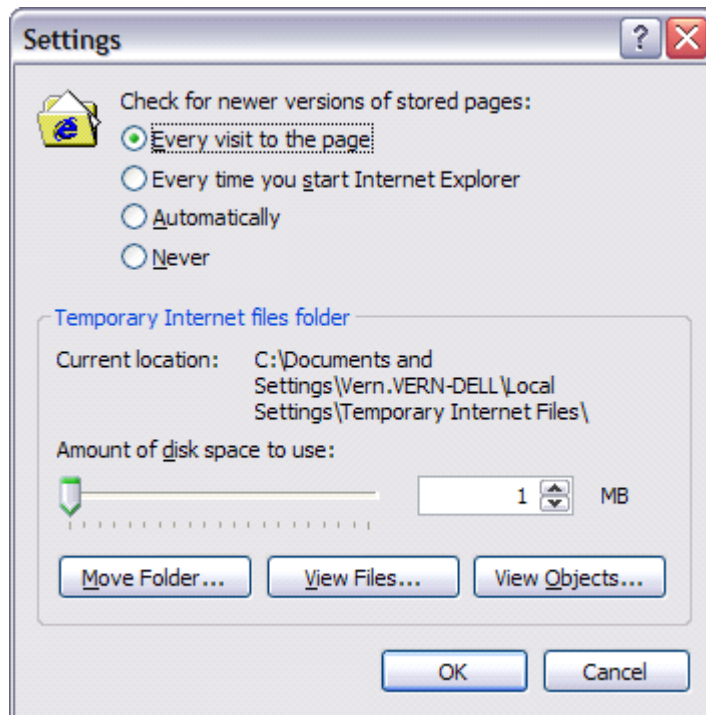 Settings
Check for newer versions of stored pages:
Every visit to the page
Every time you start Internet Explorer
Automatically
Never
Temporary Internet files folder
Current location: C:\Documents and
Settings\Vern.VERN-DELL\Local
Settings\Temporary Internet Files\
Amount of disk space to use:
1 MB
Move Folder... View Files... View Objects...
OK Cancel